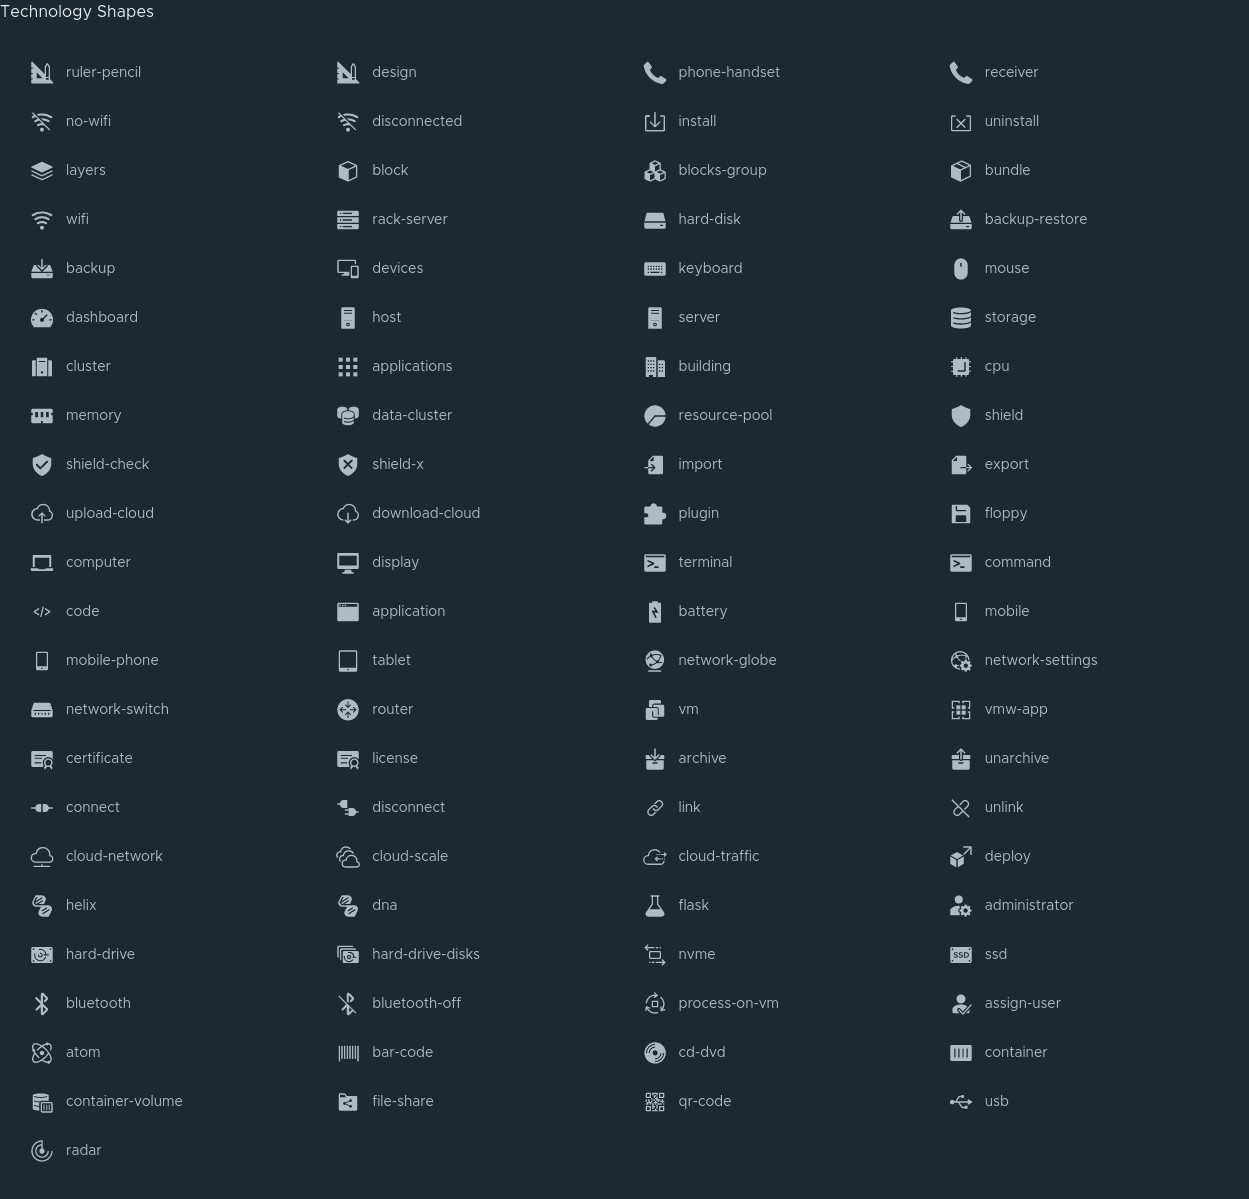 Technology Shapes
ruler-pencil design phone-handset receiver
no-wifi disconnected install uninstall
layers block blocks-group bundle
wifi rack-server hard-disk backup-restore
backup devices keyboard mouse
dashboard host server storage
cluster applications building cpu
memory data-cluster resource-pool shield
shield-check shield-x import export
upload-cloud download-cloud plugin floppy
computer display terminal command
code application battery mobile
mobile-phone tablet network-globe network-settings
network-switch router vm vmw-app
certificate license archive unarchive
connect disconnect link unlink
cloud-network cloud-scale cloud-traffic deploy
helix dna flask administrator
hard-drive hard-drive-disks nvme SSD ssd
bluetooth bluetooth-off process-on-vm assign-user
atom bar-code cd-dvd container
container-volume file-share qr-code usb
radar